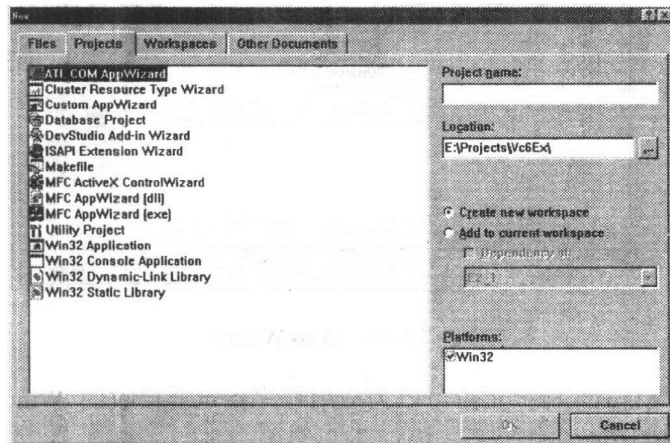 New
Files Projects Workspaces Other Documents
ATL COM AppWizard
Cluster Resource Type Wizard
Custom AppWizard
Database Project
DevStudio Add-in Wizard
ISAPI Extension Wizard
Makefile
MFC ActiveX ControlWizard
MFC AppWizard (dll)
MFC AppWizard (exe)
Utility Project
Win32 Application
Win32 Console Application
Win32 Dynamic-Link Library
Win32 Static Library
Project name:
Location:
E:\Projects\Vc6Ex\
...
Create new workspace
Add to current workspace
Dependency of:
Platforms:
Win32
OK Cancel